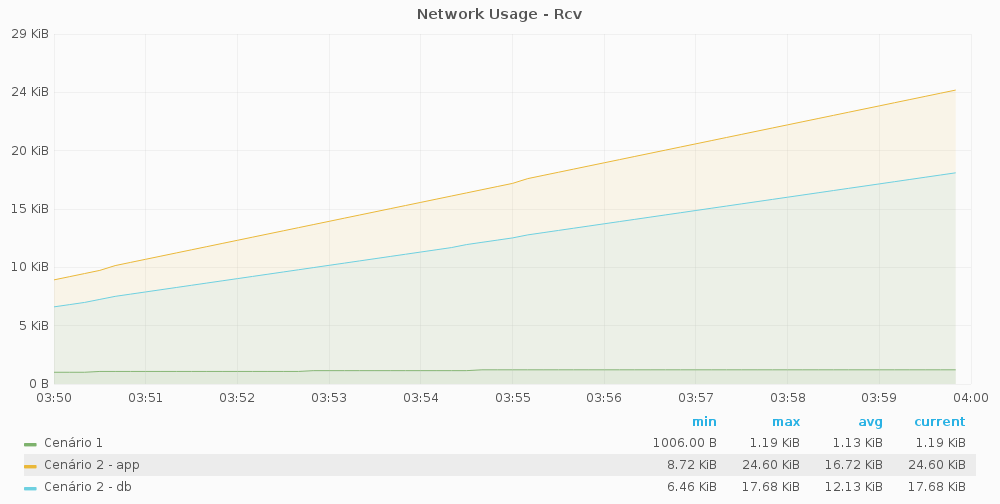 Network Usage - Rcv
29 KiB
24 KiB
20 KiB
15 KiB
10 KiB
5 KiB
0 B
03:50 03:51 03:52 03:53 03:54 03:55 03:56 03:57 03:58 03:59 04:00
min max avg current
Cenário 1 1006.00 B 1.19 KiB 1.13 KiB 1.19 KiB
Cenário 2 - app 8.72 KiB 24.60 KiB 16.72 KiB 24.60 KiB
Cenário 2 - db 6.46 KiB 17.68 KiB 12.13 KiB 17.68 KiB